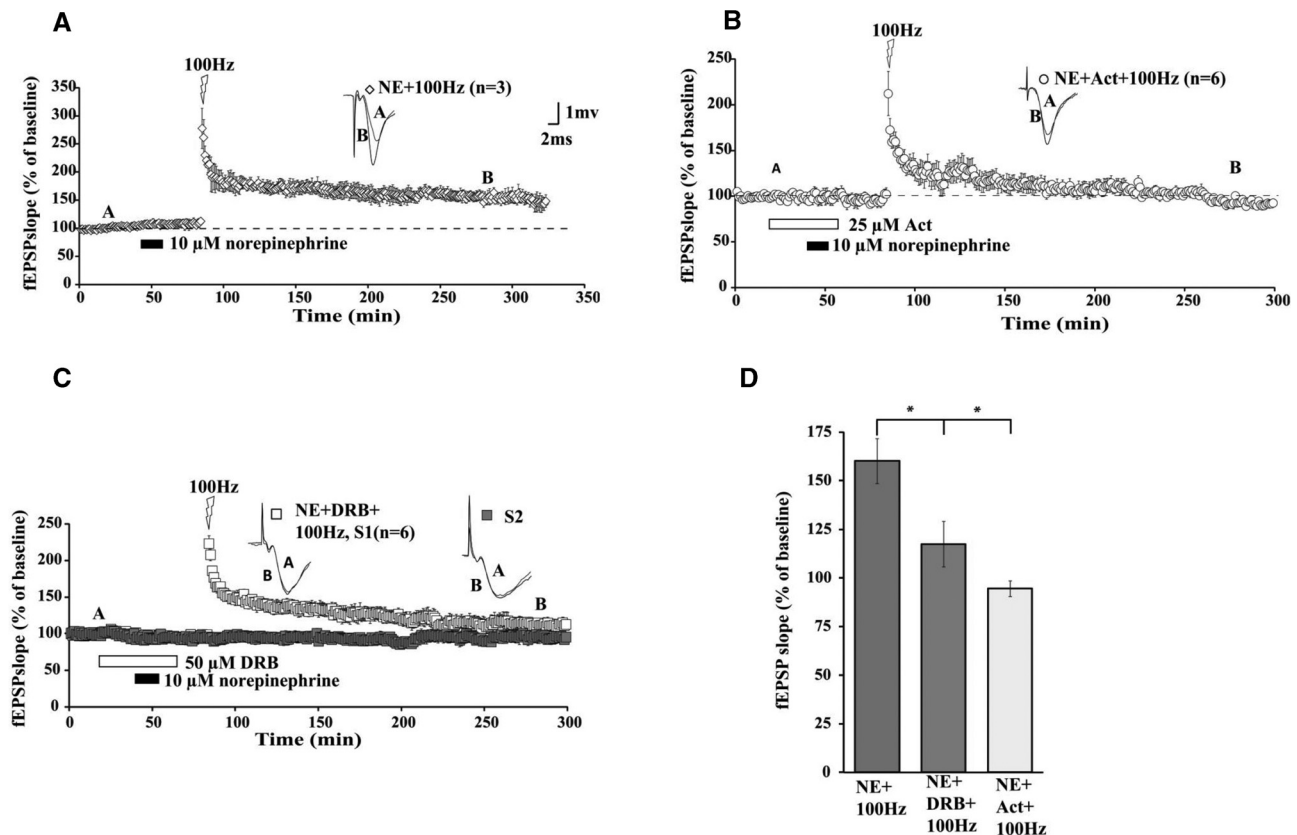 A
100Hz
NE+100Hz (n=3)
A
B
1mv
2ms
fEPSPslope (% of baseline)
350
300
250
200
150
100
50
0
A
B
10 µM norepinephrine
0 50 100 150 200 250 300 350
Time (min)
B
100Hz
NE+Act+100Hz (n=6)
A
B
fEPSPslope (% of baseline)
250
200
150
100
50
0
A
B
25 µM Act
10 µM norepinephrine
0 50 100 150 200 250 300
Time (min)
C
100Hz
NE+DRB+
100Hz, S1(n=6)
A
B
S2
A
B
fEPSPslope (% of baseline)
250
200
150
100
50
0
A
B
50 µM DRB
10 µM norepinephrine
0 50 100 150 200 250 300
Time (min)
D
* *
fEPSP slope (% of baseline)
175
150
125
100
75
50
25
0
NE+
100Hz
NE+
DRB+
100Hz
NE+
Act+
100Hz